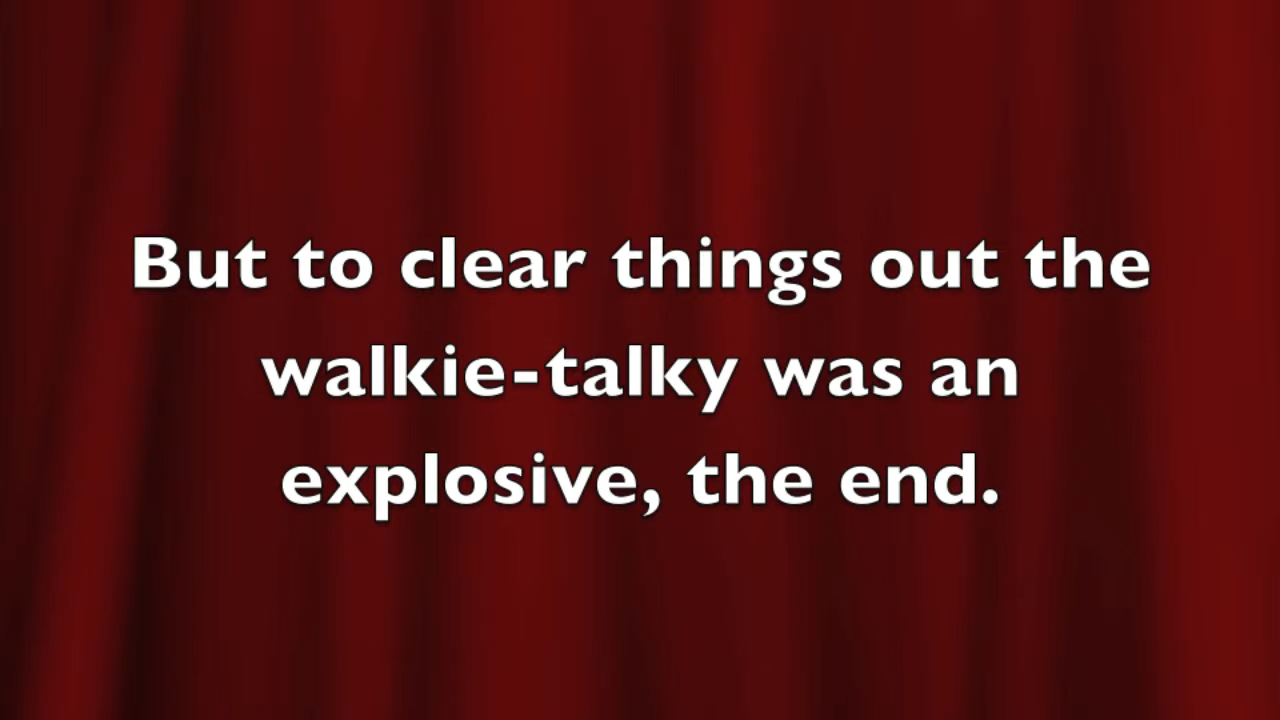 But to clear things out the
walkie-talky was an
explosive, the end.